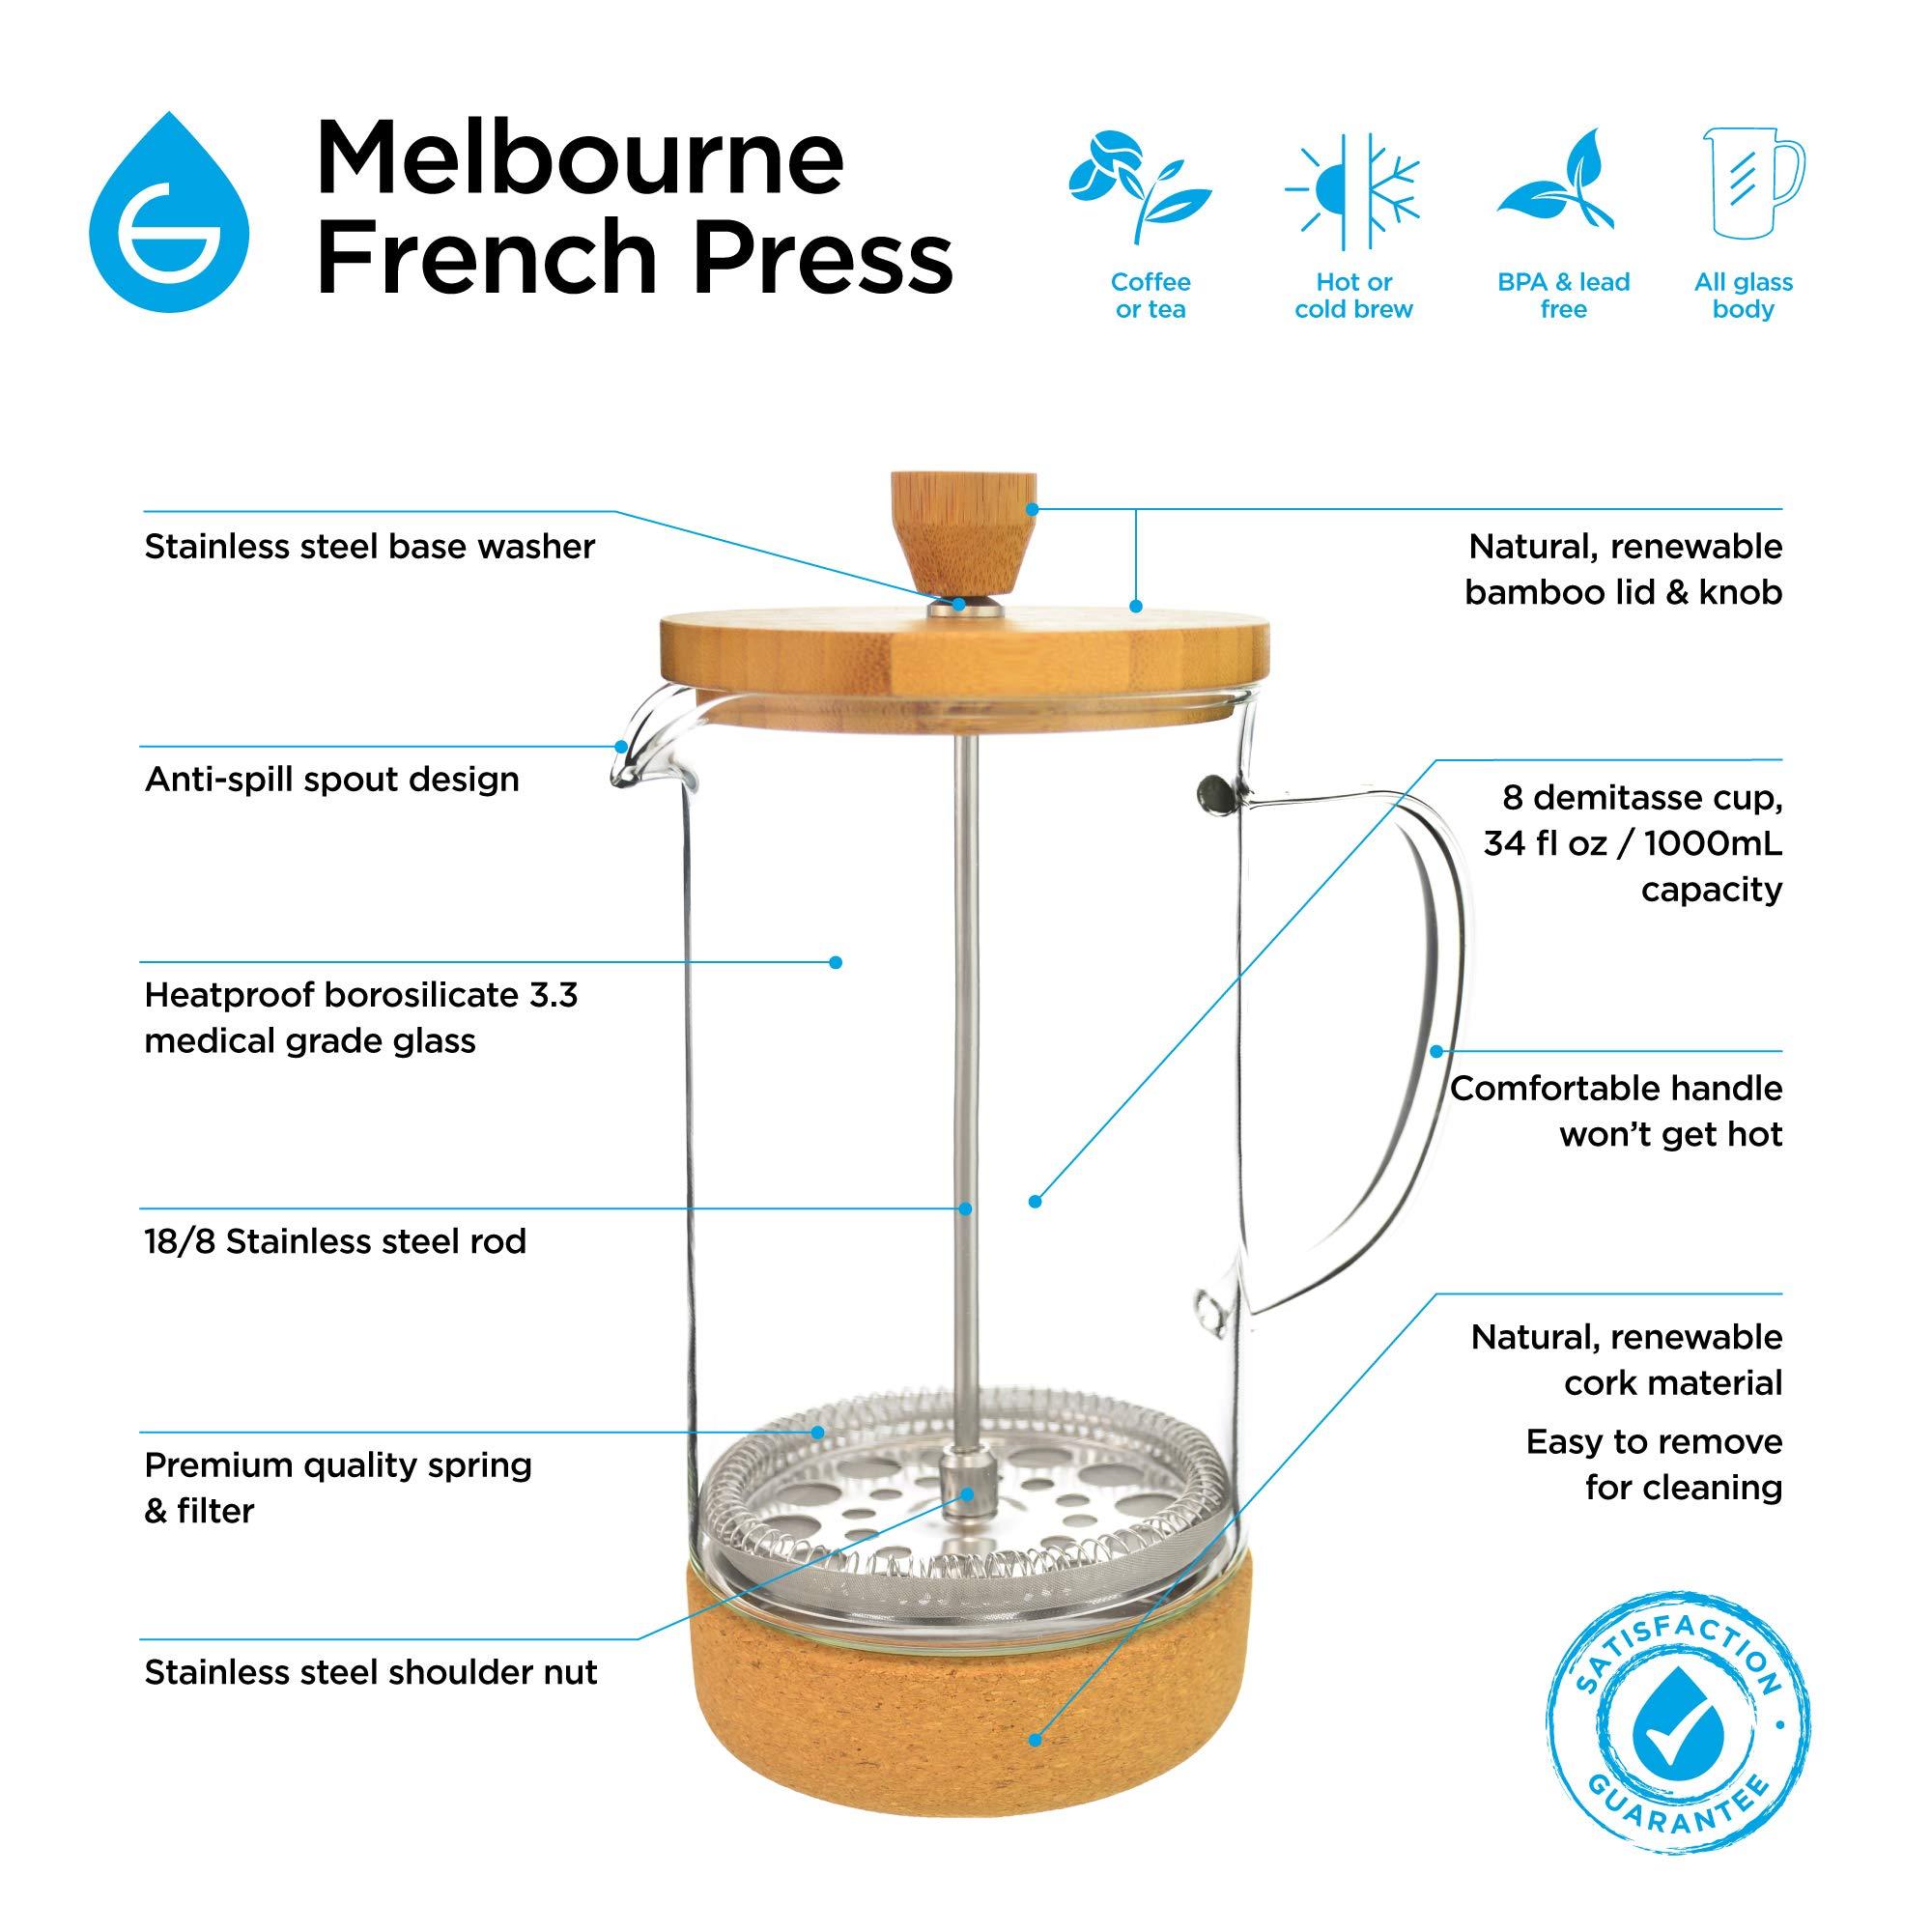 Melbourne
French Press
Coffee
or tea
Hot or
cold brew
BPA & lead
free
All glass
body
Stainless steel base washer
Natural, renewable
bamboo lid & knob
Anti-spill spout design
8 demitasse cup,
34 fl oz / 1000mL
capacity
Heatproof borosilicate 3.3
medical grade glass
Comfortable handle
won't get hot
18/8 Stainless steel rod
Natural, renewable
cork material
Easy to remove
for cleaning
Premium quality spring
& filter
Stainless steel shoulder nut
SATISFACTION
GUARANTEE